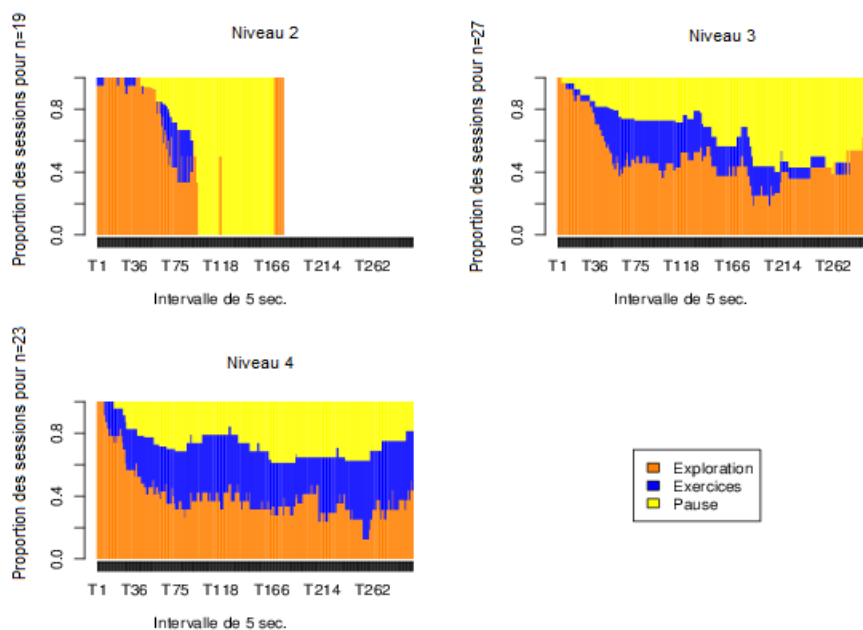 Niveau 2
Proportion des sessions pour n=19
0.8
0.4
0.0
T1 T36 T75 T118 T166 T214 T262
Intervalle de 5 sec.
Niveau 3
Proportion des sessions pour n=27
0.8
0.4
0.0
T1 T36 T75 T118 T166 T214 T262
Intervalle de 5 sec.
Niveau 4
Proportion des sessions pour n=23
0.8
0.4
0.0
T1 T36 T75 T118 T166 T214 T262
Intervalle de 5 sec.
Exploration
Exercices
Pause